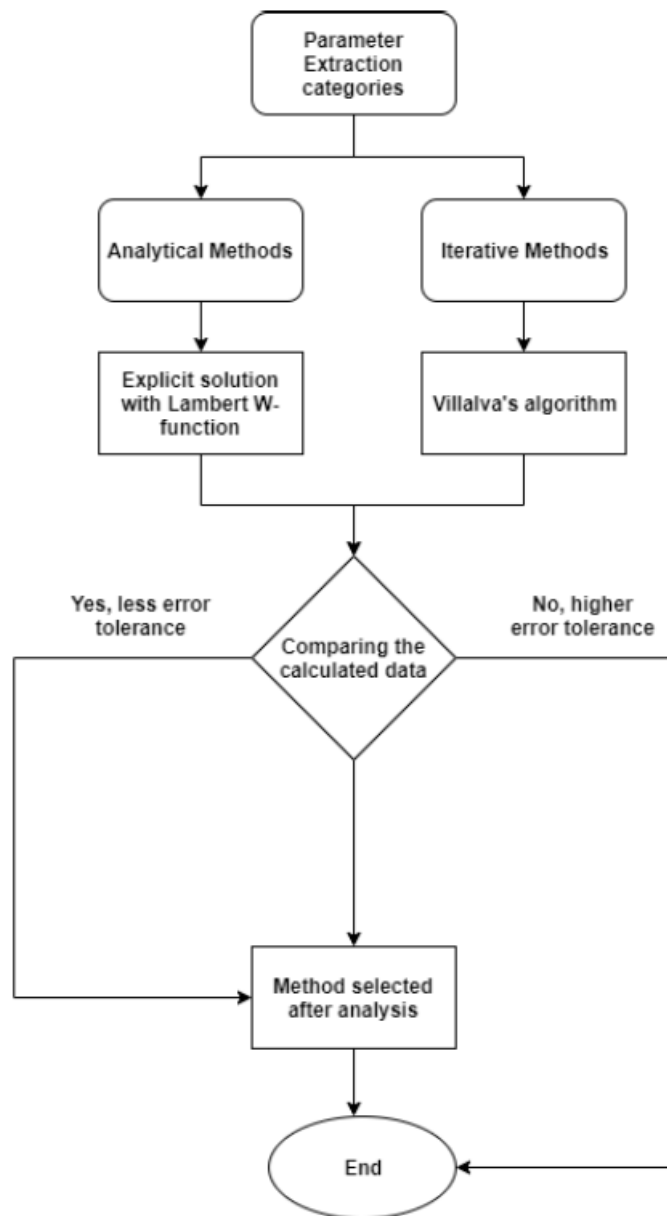 Parameter
Extraction
categories
Analytical Methods
Iterative Methods
Explicit solution
with Lambert W-
function
Villalva's algorithm
Yes, less error
tolerance
No, higher
error tolerance
Comparing the
calculated data
Method selected
after analysis
End